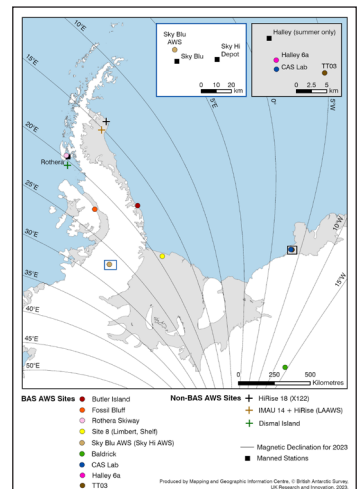 Sky Blu
AWS
Sky Blu
Sky Hi
Depot
0 10 20
km
Halley (summer only)
Halley 6a
CAS Lab
TT03
0 2.5 5
km
10°E
15°E
5°E
0°
5°W
20°E
Rothera
25°E
30°E
10°W
35°E
15°W
40°E
45°E
50°E
0 250 500
Kilometres
BAS AWS Sites
Butler Island
Fossil Bluff
Rothera Skiway
Site 8 (Limbert, Shelf)
Sky Blu AWS (Sky Hi AWS)
Baldrick
CAS Lab
Halley 6a
TT03
Non-BAS AWS Sites
HiRise 18 (X122)
IMAU 14 + HiRise (LAAWS)
Dismal Island
Magnetic Declination for 2023
Manned Stations
Produced by Mapping and Geographic Information Centre, © British Antarctic Survey,
UK Research and Innovation, 2023.